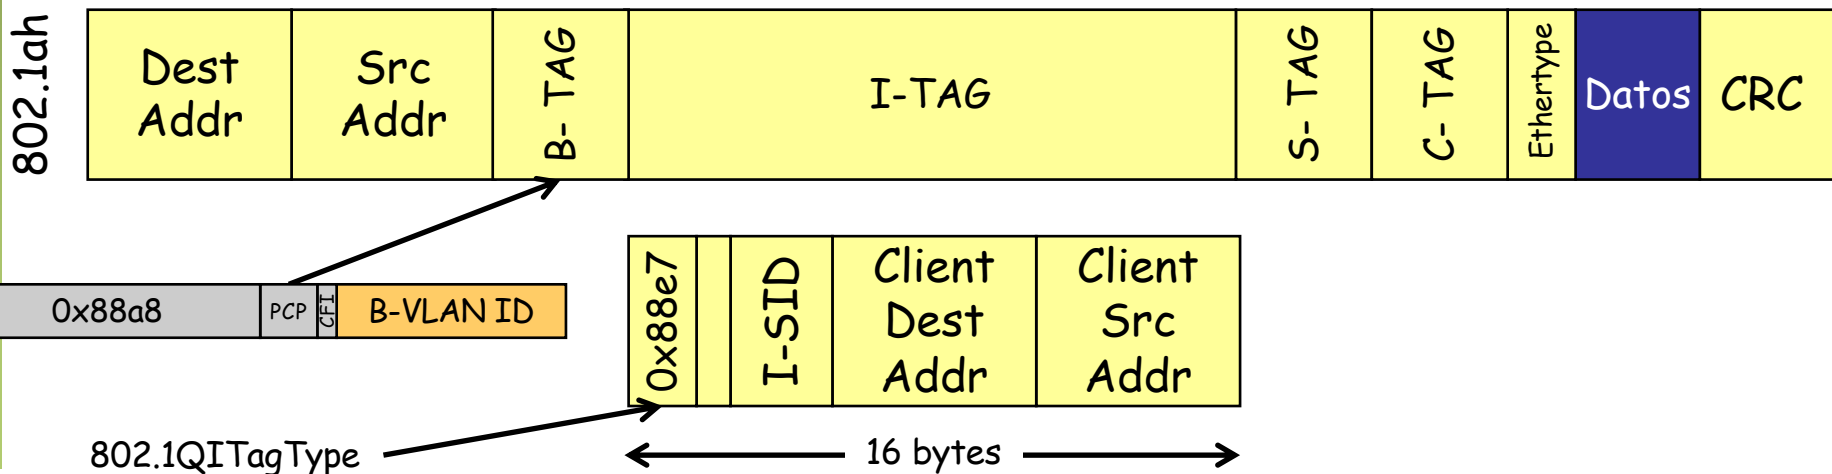 802.1ah
Dest
Addr
Src
Addr
B- TAG
I-TAG
S- TAG
C- TAG
Ethertype
Datos
CRC
0x88a8
PCP
CFI
B-VLAN ID
0x88e7
I-SID
Client
Dest
Addr
Client
Src
Addr
802.1QITagType
16 bytes